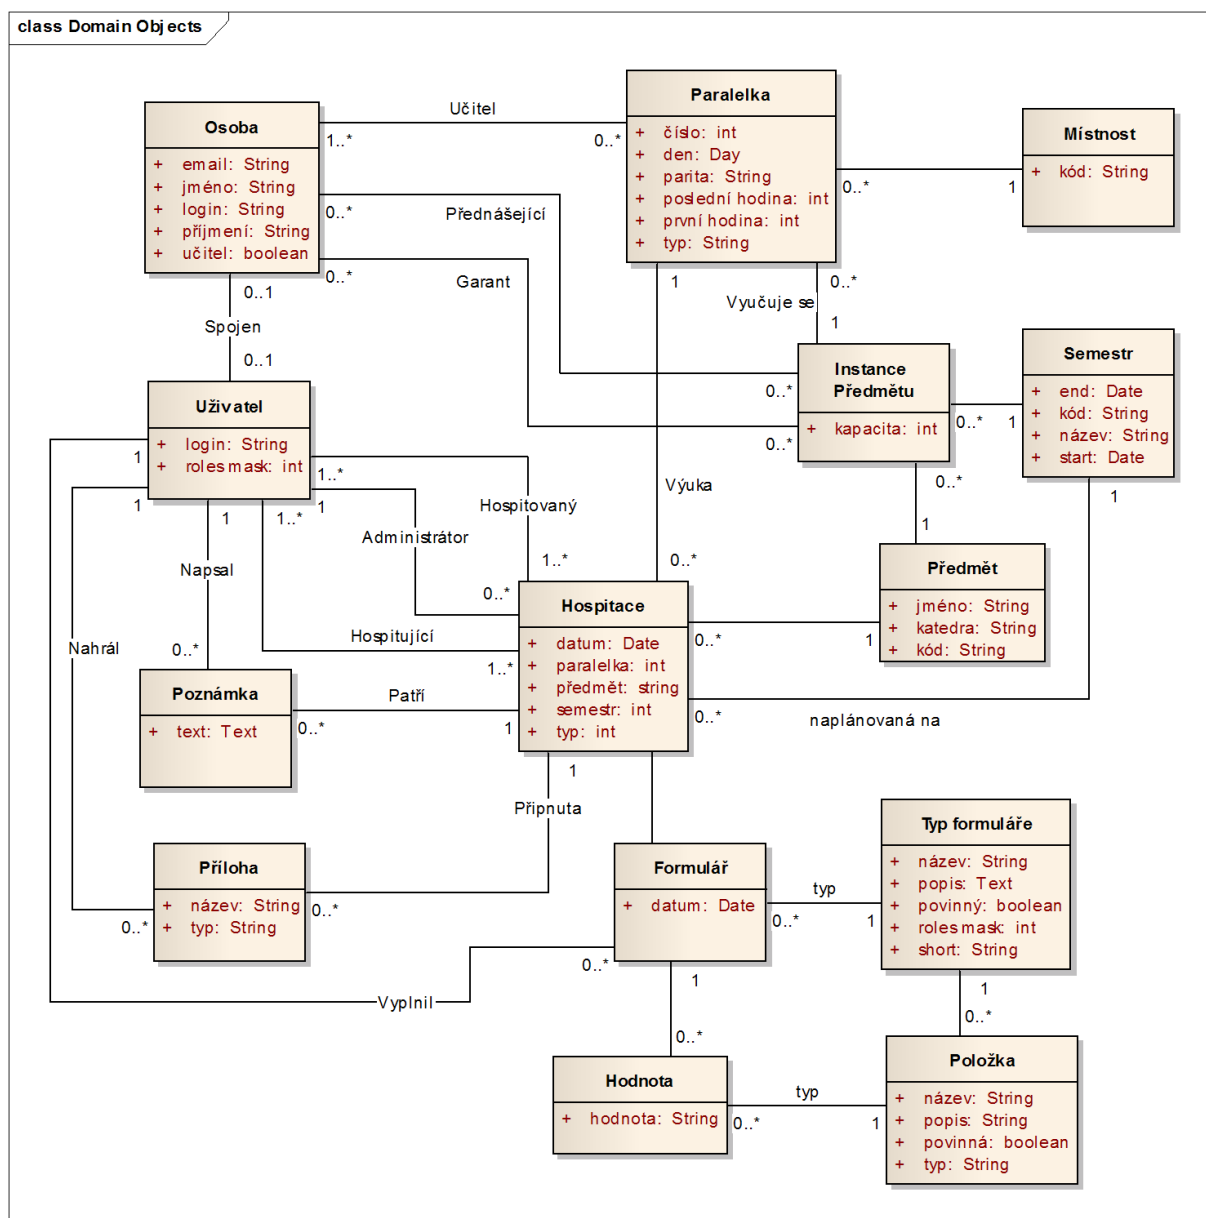 class Domain Objects
Osoba
+ email: String
+ jméno: String
+ login: String
+ příjmení: String
+ učitel: boolean
Učitel
1..*
0..*
Paralelka
+ číslo: int
+ den: Day
+ parita: String
+ poslední hodina: int
+ první hodina: int
+ typ: String
0..*
1
Místnost
+ kód: String
0..*
Přednášející
0..*
Garant
0..1
Spojen
0..1
1
0..*
Vyučuje se
1
Instance
Předmětu
+ kapacita: int
0..*
0..*
0..*
1
Semestr
+ end: Date
+ kód: String
+ název: String
+ start: Date
Uživatel
+ login: String
+ roles mask: int
1
1
1
1..*
1..*
1
Hospitovaný
Administrátor
Výuka
0..*
1
1
Napsal
1..*
0..*
0..*
Předmět
+ jméno: String
+ katedra: String
+ kód: String
Hospitace
+ datum: Date
+ paralelka: int
+ předmět: string
+ semestr: int
+ typ: int
0..*
1
Nahrál
Hospitující
0..*
1..*
Poznámka
+ text: Text
Patří
0..*
1
0..*
naplánovaná na
1
Připnuta
Příloha
+ název: String
+ typ: String
0..*
0..*
Formulář
+ datum: Date
typ
0..*
1
Typ formuláře
+ název: String
+ popis: Text
+ povinný: boolean
+ roles mask: int
+ short: String
0..*
Vyplnil
1
0..*
1
0..*
Hodnota
+ hodnota: String
typ
0..*
1
Položka
+ název: String
+ popis: String
+ povinná: boolean
+ typ: String